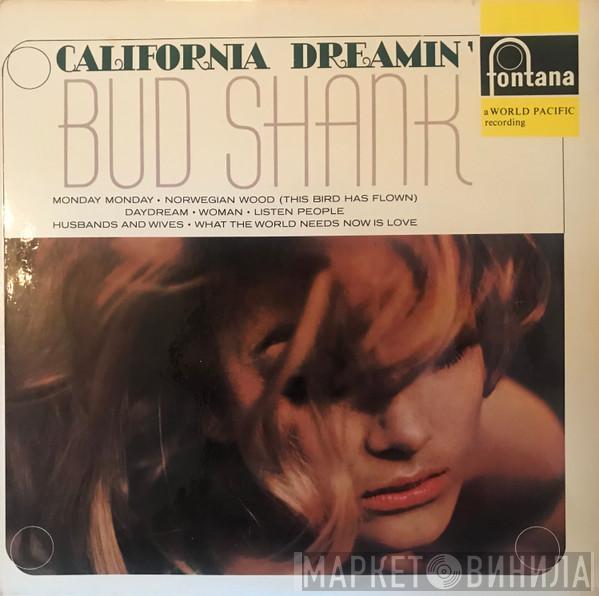 CALIFORNIA DREAMIN'
BUD SHANK
fontana
a WORLD PACIFIC
recording
MONDAY MONDAY • NORWEGIAN WOOD (THIS BIRD HAS FLOWN)
DAYDREAM • WOMAN • LISTEN PEOPLE
HUSBANDS AND WIVES • WHAT THE WORLD NEEDS NOW IS LOVE
МАРКЕТ ВИНИЛА